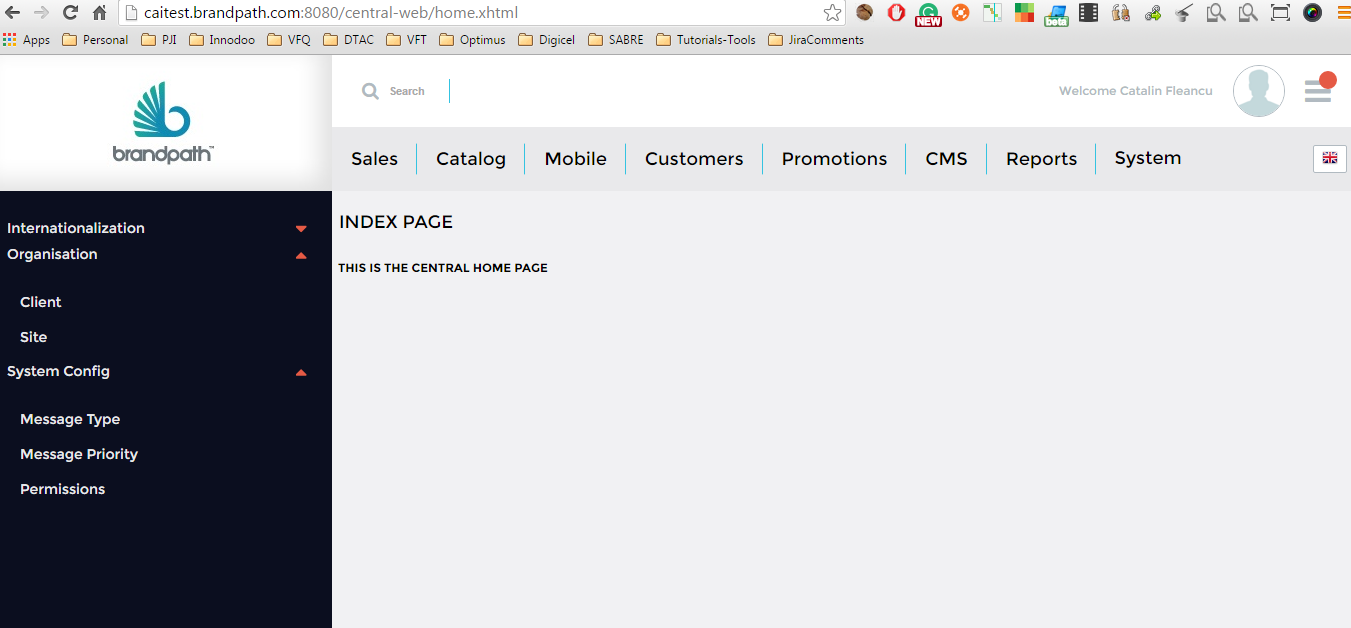 caitest.brandpath.com:8080/central-web/home.xhtml
NEW
beta
Apps Personal PJI Innodoo VFQ DTAC VFT Optimus Digicel SABRE Tutorials-Tools JiraComments
brandpath™
Search
Welcome Catalin Fleancu
Sales Catalog Mobile Customers Promotions CMS Reports System
Internationalization
Organisation
Client
Site
System Config
Message Type
Message Priority
Permissions
INDEX PAGE
THIS IS THE CENTRAL HOME PAGE